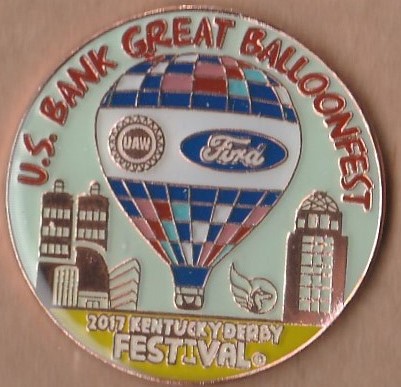 U.S. BANK GREAT BALLOONFEST
UAW
Ford
2017 KENTUCKY DERBY
FESTIVAL®